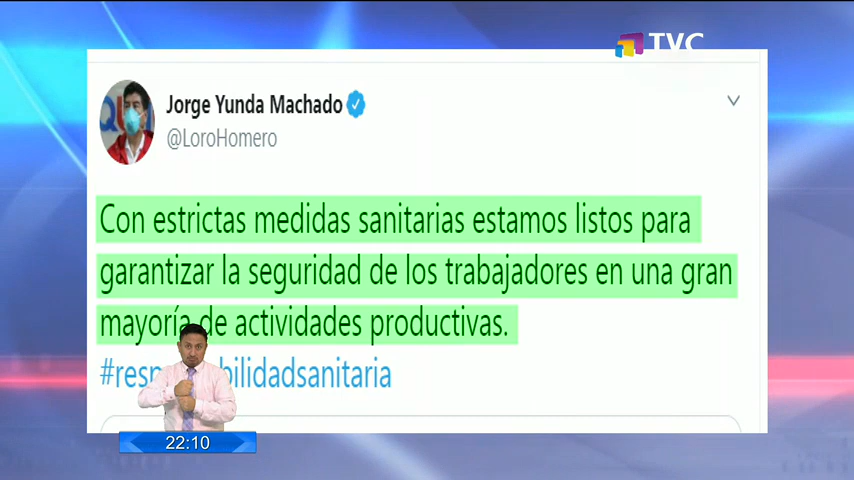 TVC
Jorge Yunda Machado
@LoroHomero
Con estrictas medidas sanitarias estamos listos para
garantizar la seguridad de los trabajadores en una gran
mayoría de actividades productivas.
#resp bilidadsanitaria
22:10